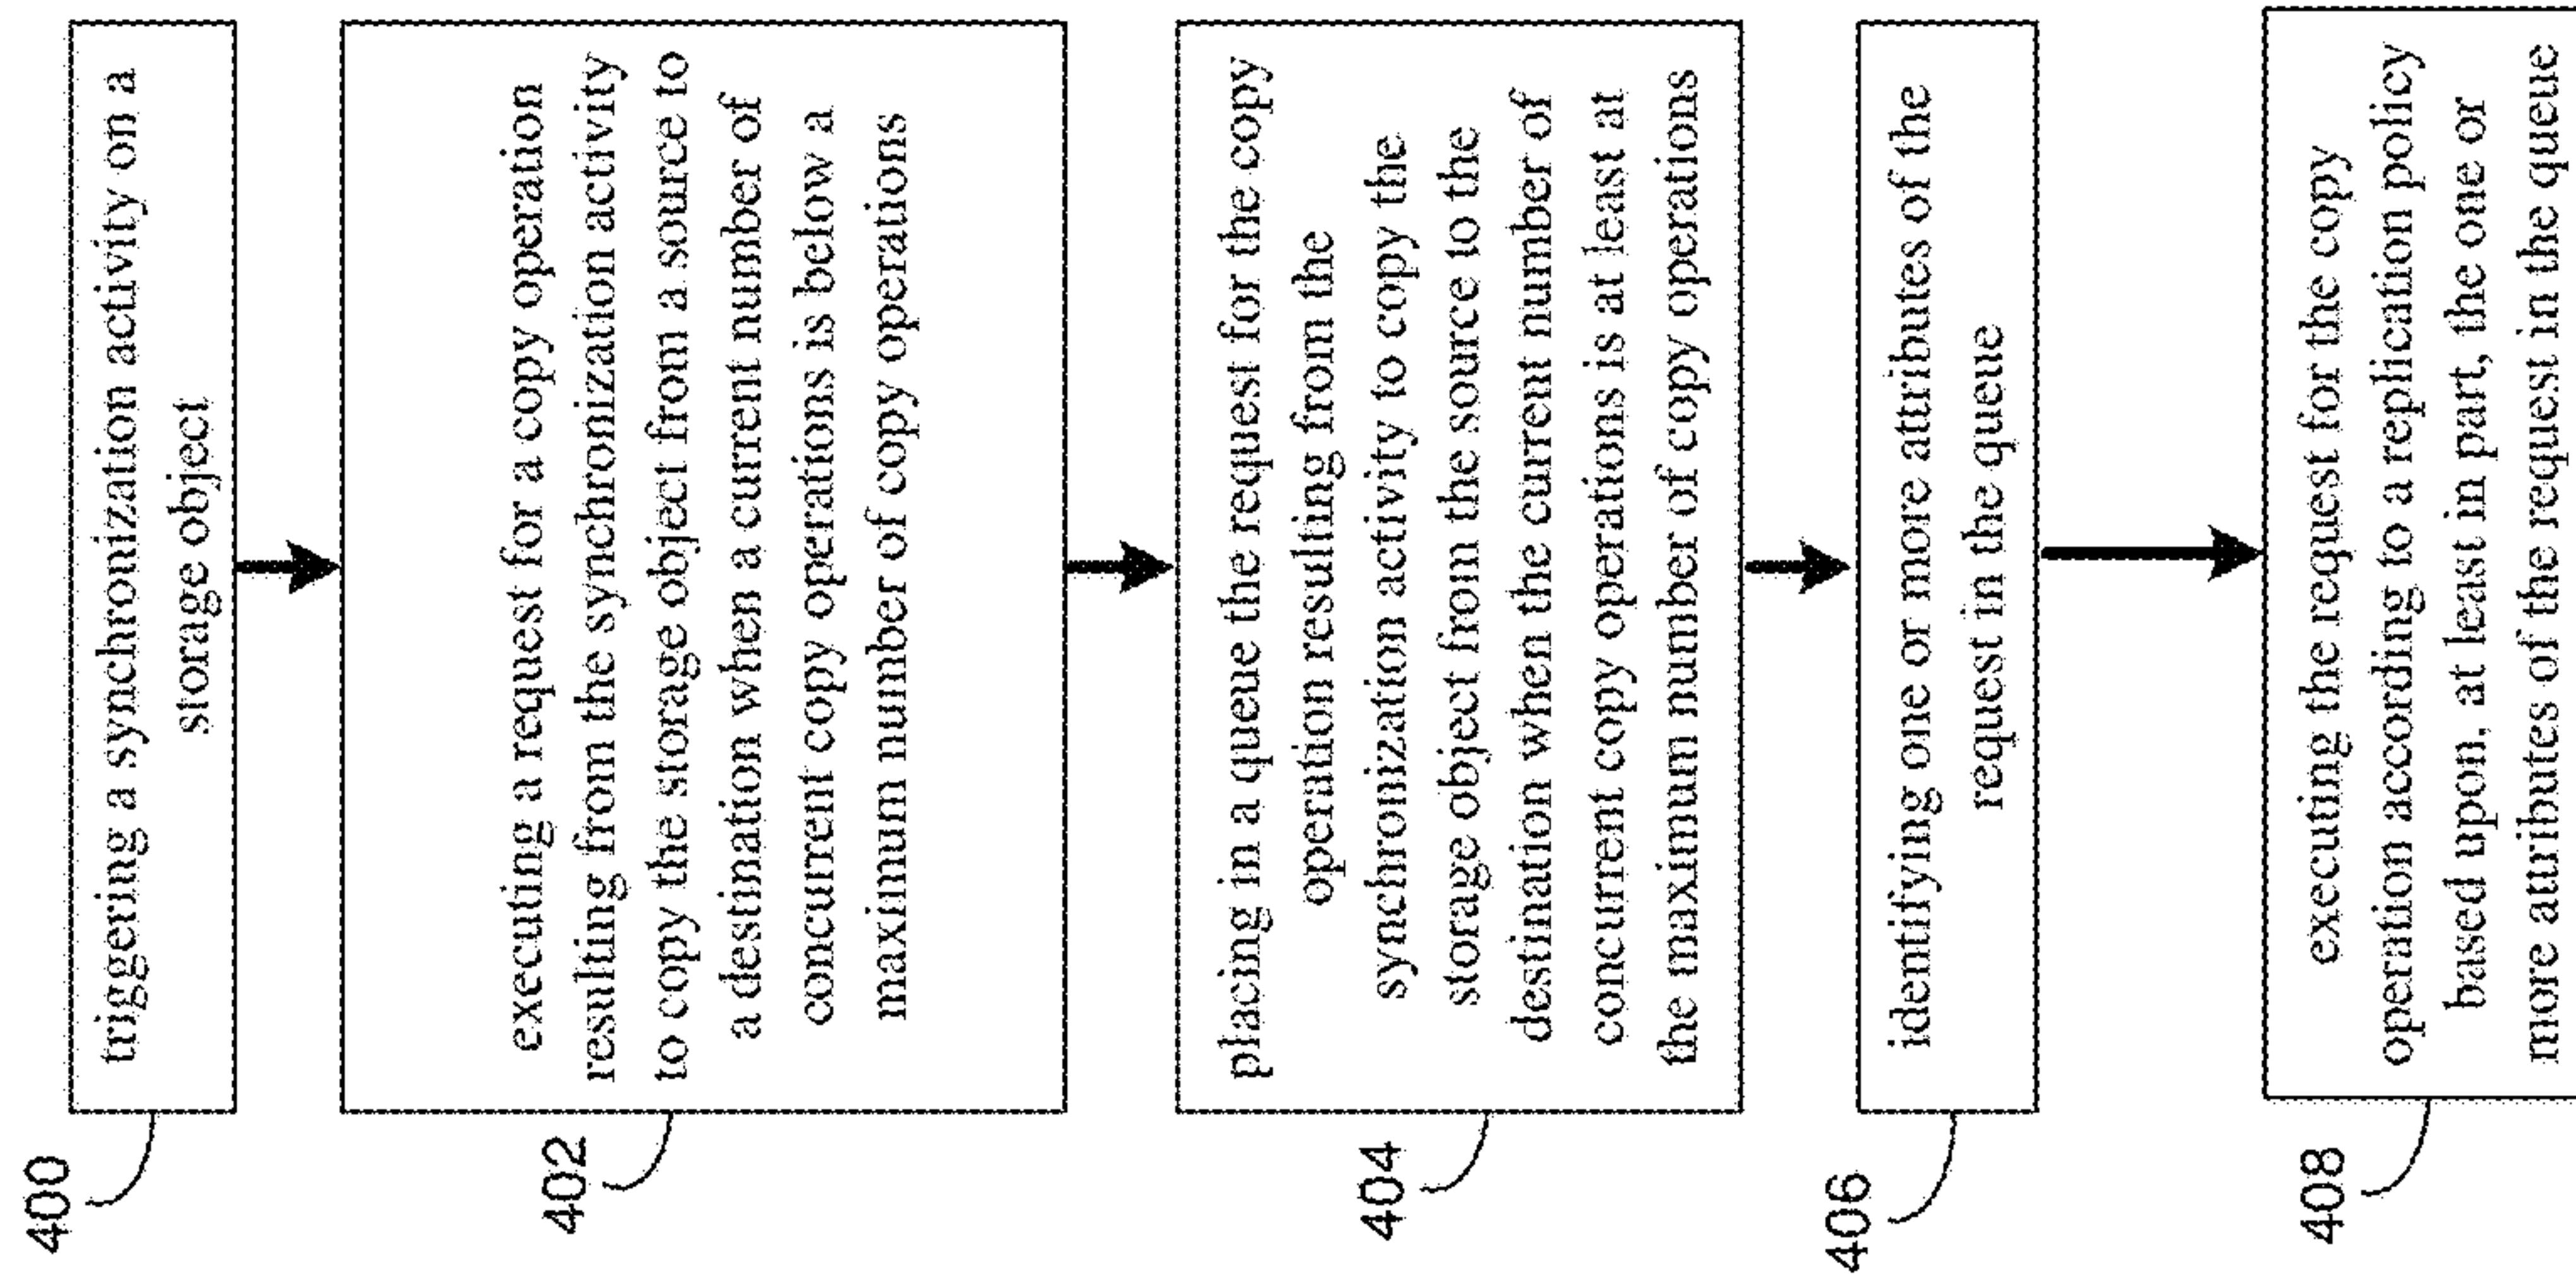 400
triggering a synchronization activity on a
storage object
402
executing a request for a copy operation
resulting from the synchronization activity
to copy the storage object from a source to
a destination when a current number of
concurrent copy operations is below a
maximum number of copy operations
404
placing in a queue the request for the copy
operation resulting from the
synchronization activity to copy the
storage object from the source to the
destination when the current number of
concurrent copy operations is at least at
the maximum number of copy operations
406
identifying one or more attributes of the
request in the queue
408
executing the request for the copy
operation according to a replication policy
based upon, at least in part, the one or
more attributes of the request in the queue